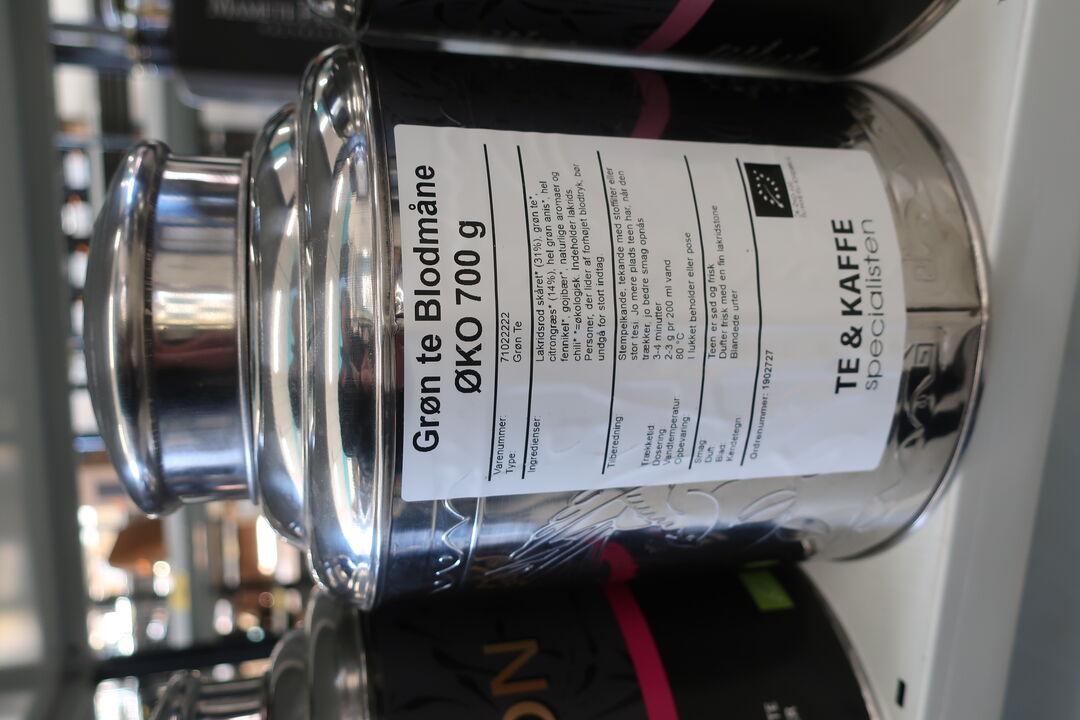 Grøn te Blodmåne
ØKO 700 g
Varenummer: 71022222
Type: Grøn Te
Ingredienser: Lakridsrod skåret* (31%), grøn te*,
citrongræs* (14%), hel grøn anis*, hel
fennikel*, gojibær*, naturlige aromaer og
chili* *=økologisk. Indeholder lakrids
Personer, der lider af forhøjet blodtryk, bør
undgå for stort indtag.
Tilberedning: Stempelkande, tekande med stoffilter eller
stor tesi. Jo mere plads teen har, når den
trækker, jo bedre smag opnås
Trækketid: 3-4 minutter
Dosering: 2-3 g pr 200 ml vand
Vandtemperatur: 80 °C
Opbevaring: I lukket beholder eller pose
Smag: Teen er sød og frisk
Duft: Dufter frisk med en fin lakridstone
Blad: Blandede urter
Kendetegn:
Ordrenummer: 1902727
TE & KAFFE
specialisten
ON